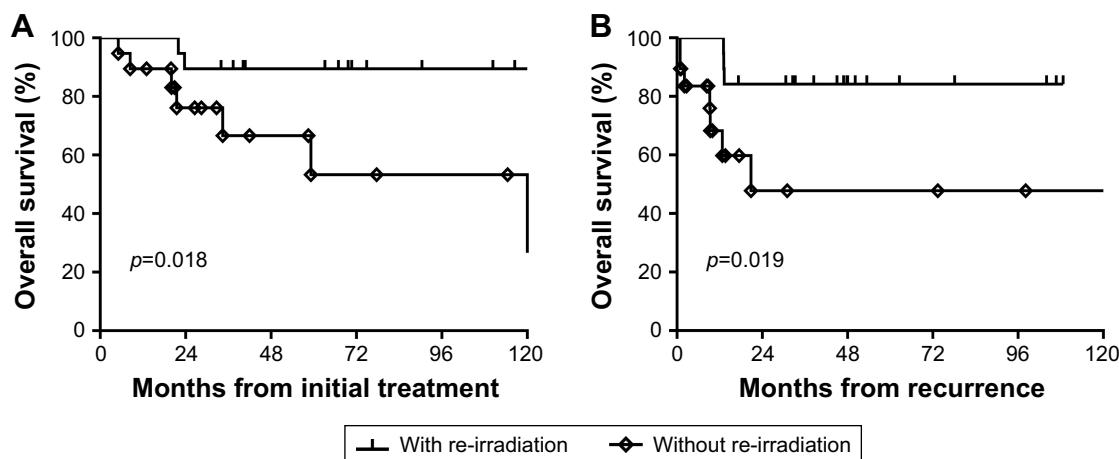 A
Overall survival (%)
100
80
60
40
20
0
p=0.018
0 24 48 72 96 120
Months from initial treatment
B
Overall survival (%)
100
80
60
40
20
0
p=0.019
0 24 48 72 96 120
Months from recurrence
With re-irradiation Without re-irradiation